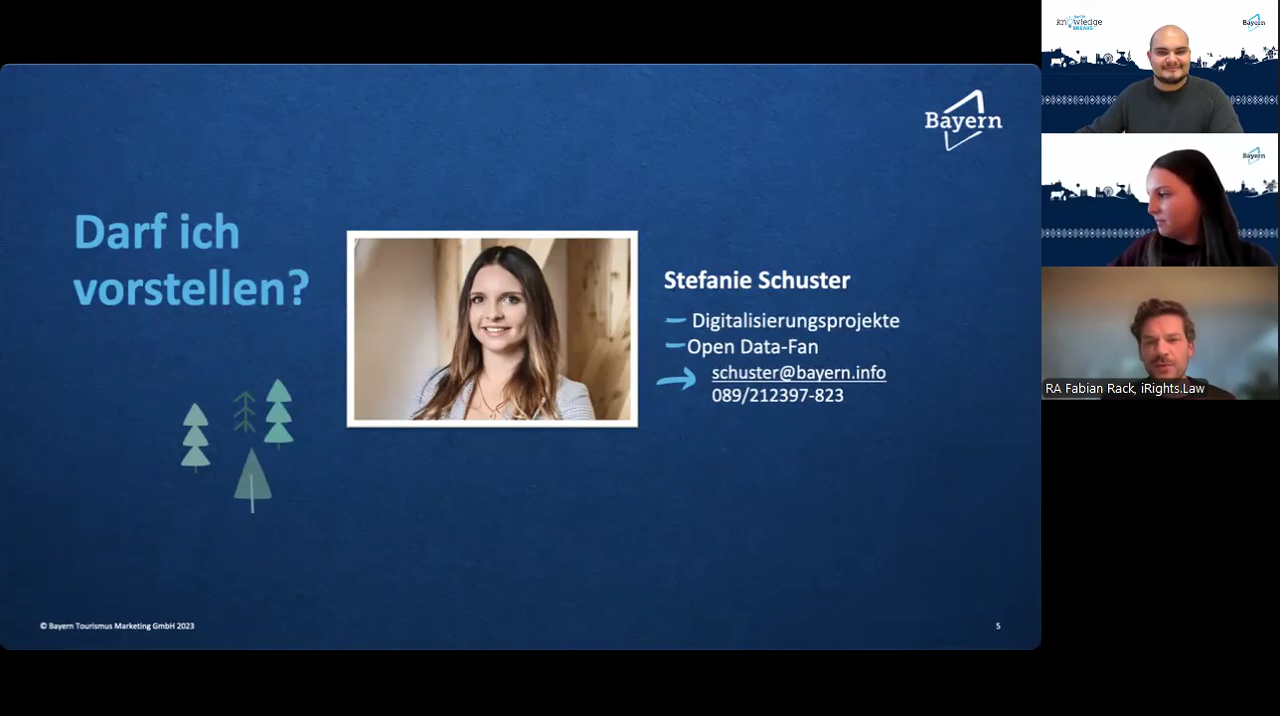 Bayern
Darf ich
vorstellen?
Stefanie Schuster
Digitalisierungsprojekte
Open Data-Fan
schuster@bayern.info
089/212397-823
© Bayern Tourismus Marketing GmbH 2023
5
knowledge
BREAKS
Bayern
Bayern
RA Fabian Rack, iRights.Law